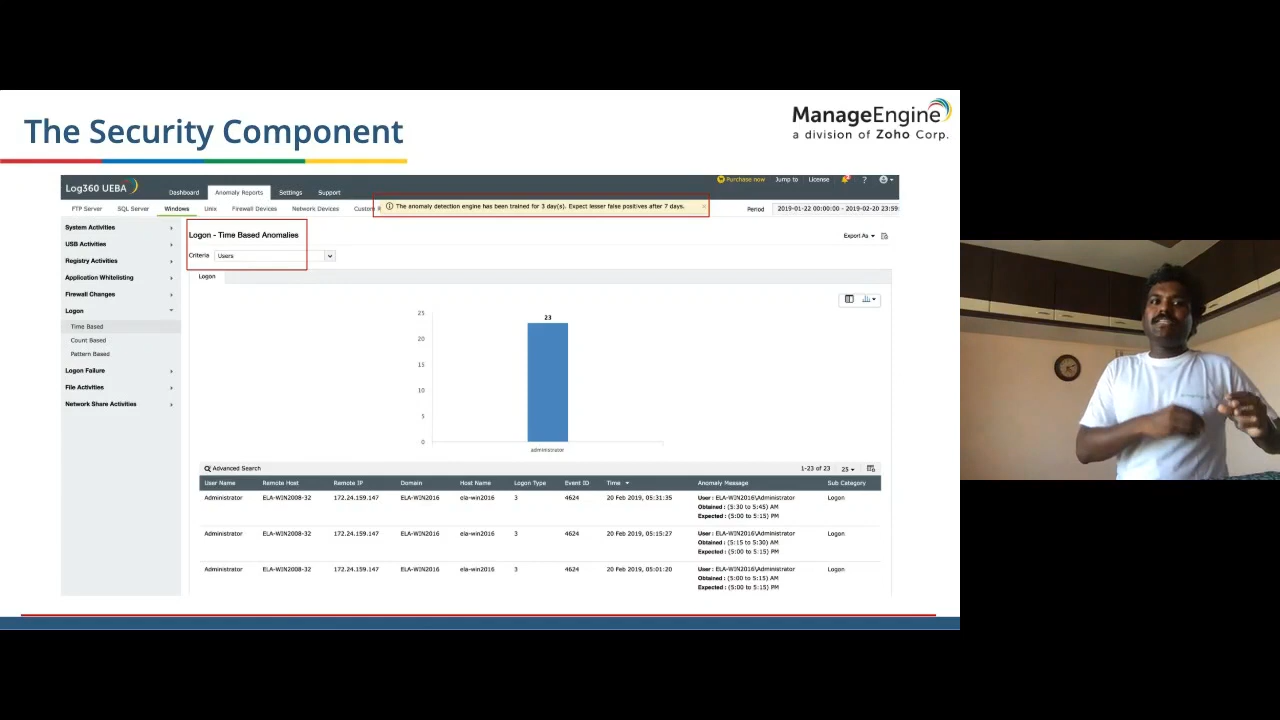 The Security Component
ManageEngine
a division of Zoho Corp.
Log360 UEBA
Dashboard Anomaly Reports Settings Support
Purchase now Jump to License ?
FTP Server SQL Server Windows Unix Firewall Devices Network Devices Custom
The anomaly detection engine has been trained for 3 day(s). Expect lesser false positives after 7 days.
Period 2019-01-22 00:00:00 - 2019-02-20 23:59
System Activities
USB Activities
Registry Activities
Application Whitelisting
Firewall Changes
Logon
Time Based
Count Based
Pattern Based
Logon Failure
File Activities
Network Share Activities
Logon - Time Based Anomalies
Export As
Criteria Users
Logon
25
20
15
10
5
0
23
administrator
Advanced Search
1-23 of 23 25
User Name Remote Host Remote IP Domain Host Name Logon Type Event ID Time Anomaly Message Sub Category
Administrator ELA-WIN2008-32 172.24.159.147 ELA-WIN2016 ela-win2016 3 4624 20 Feb 2019, 05:31:35 User : ELA-WIN2016\Administrator Logon
Obtained : (5:30 to 5:45) AM
Expected : (5:00 to 5:15) PM
Administrator ELA-WIN2008-32 172.24.159.147 ELA-WIN2016 ela-win2016 3 4624 20 Feb 2019, 05:15:27 User : ELA-WIN2016\Administrator Logon
Obtained : (5:15 to 5:30) AM
Expected : (5:00 to 5:15) PM
Administrator ELA-WIN2008-32 172.24.159.147 ELA-WIN2016 ela-win2016 3 4624 20 Feb 2019, 05:01:20 User : ELA-WIN2016\Administrator Logon
Obtained : (5:00 to 5:15) AM
Expected : (5:00 to 5:15) PM